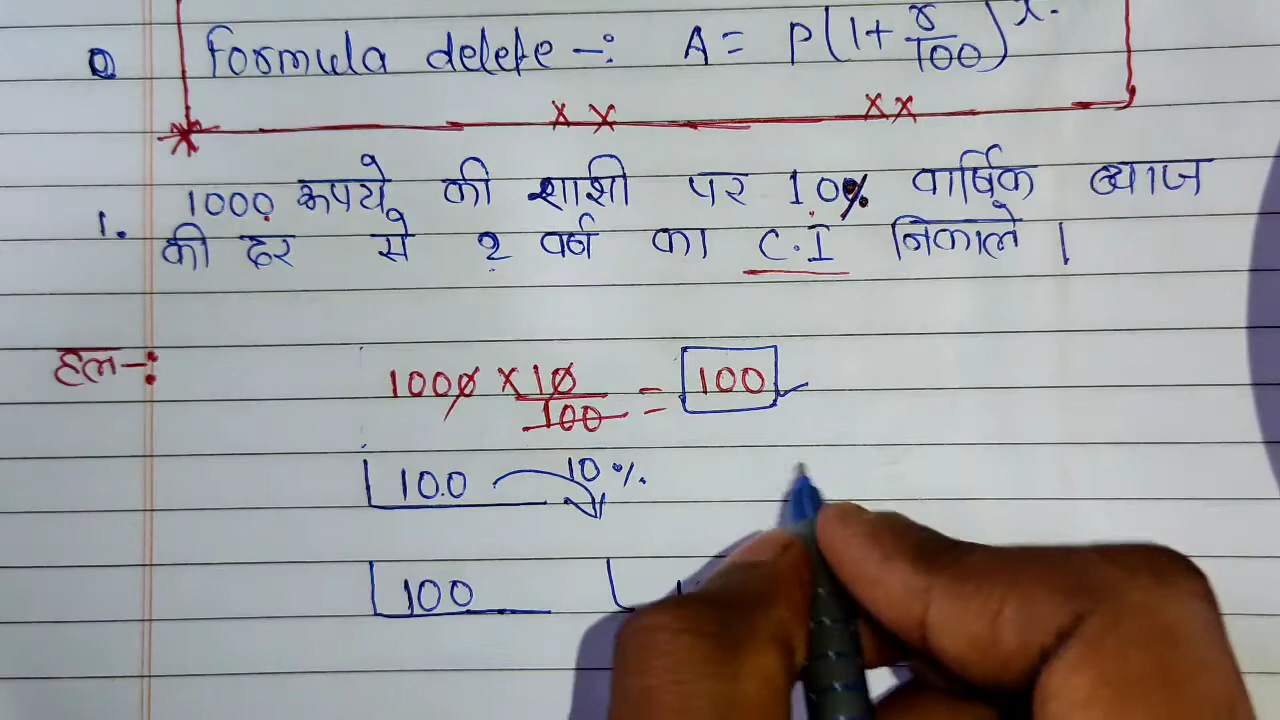 Formula delete -: A = P(1+ r/100)^x.
x x x x
1. 1000 रूपये की शाशी पर 10% वार्षिक ब्याज
की दर से 2 वर्ष का C.I निकाले |
हल-: 1000 × 10/100 = 100
100 10%
100